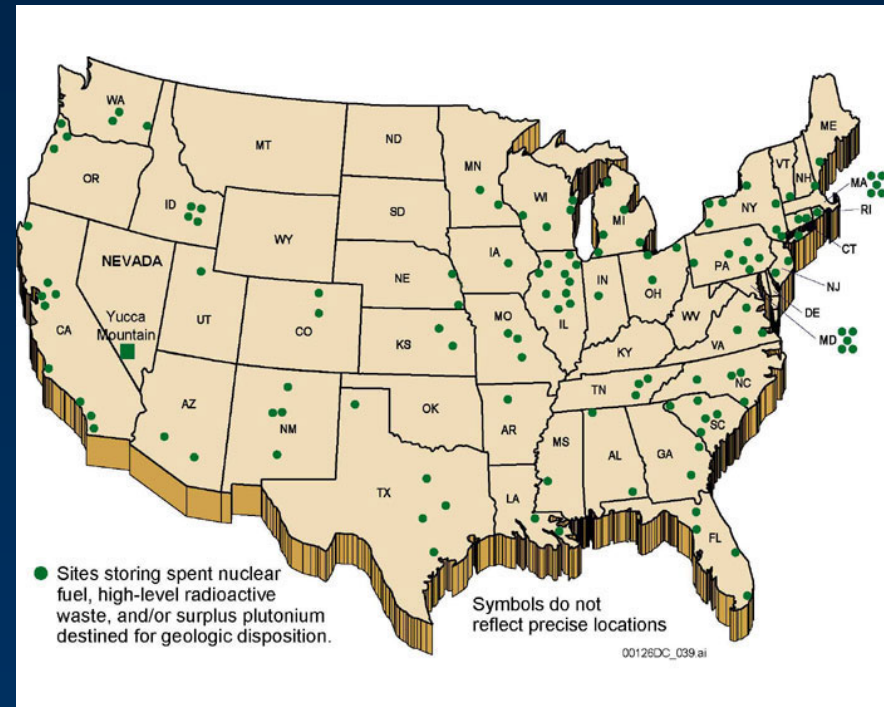 WA
MT
ND
MN
ME
VT
NH
MA
RI
CT
OR
ID
SD
WI
MI
NY
WY
NEVADA
NE
IA
PA
NJ
DE
MD
Yucca
Mountain
CA
UT
CO
KS
MO
IL
IN
OH
WV
VA
KY
AZ
NM
OK
AR
TN
NC
SC
TX
LA
MS
AL
GA
FL
Sites storing spent nuclear
fuel, high-level radioactive
waste, and/or surplus plutonium
destined for geologic disposition.
Symbols do not
reflect precise locations
00126DC_039.ai